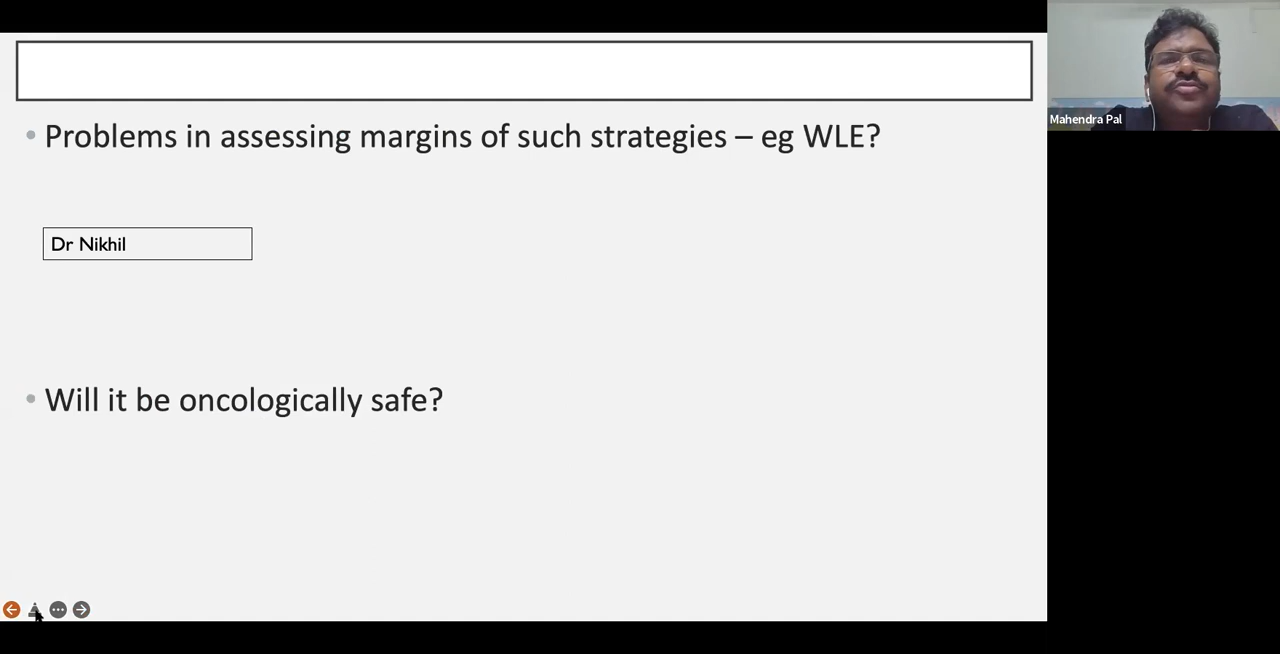 Problems in assessing margins of such strategies – eg WLE?
Dr Nikhil
Will it be oncologically safe?
Mahendra Pal